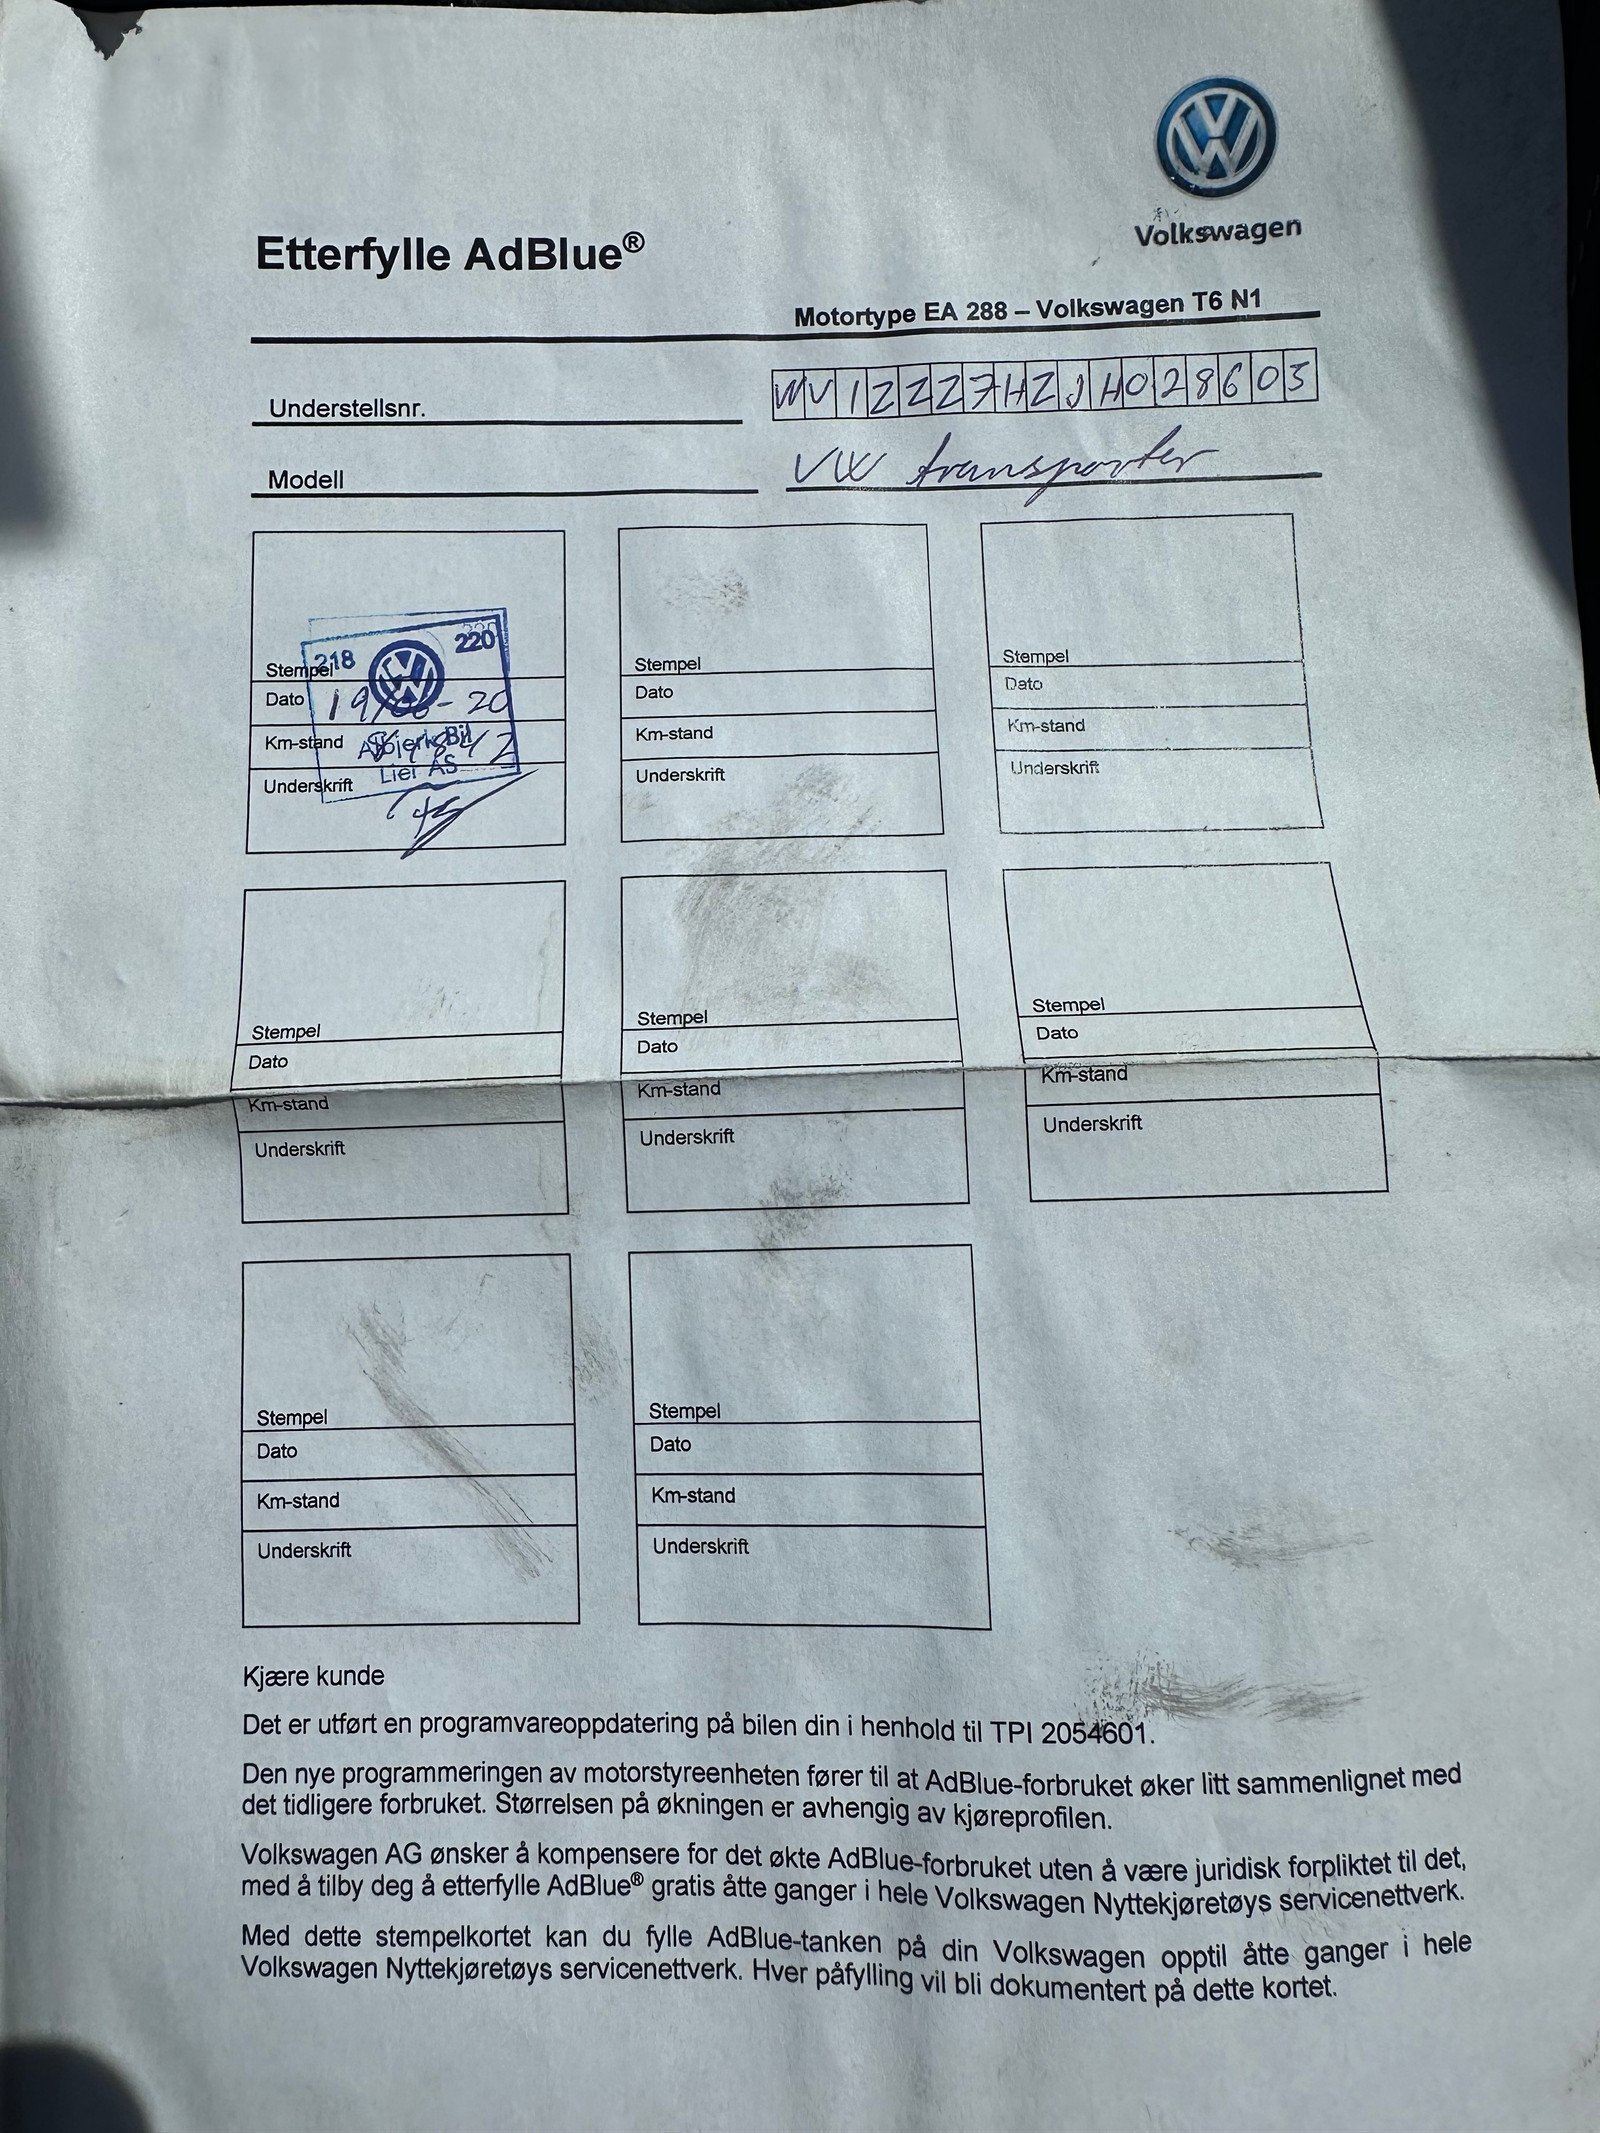 Volkswagen
Etterfylle AdBlue®
Motortype EA 288 – Volkswagen T6 N1
Understellsnr. WV1ZZZ7HZJH028605
Modell VW transporter
218 220
Stempel Stempel Stempel
Dato 19/06-20 Dato Dato
Km-stand Km-stand Km-stand
Bil
Lier AS
Underskrift Underskrift Underskrift
Stempel Stempel Stempel
Dato Dato Dato
Km-stand Km-stand Km-stand
Underskrift Underskrift Underskrift
Stempel Stempel
Dato Dato
Km-stand Km-stand
Underskrift Underskrift
Kjære kunde
Det er utført en programvareoppdatering på bilen din i henhold til TPI 2054601.
Den nye programmeringen av motorstyreenheten fører til at AdBlue-forbruket øker litt sammenlignet med
det tidligere forbruket. Størrelsen på økningen er avhengig av kjøreprofilen.
Volkswagen AG ønsker å kompensere for det økte AdBlue-forbruket uten å være juridisk forpliktet til det,
med å tilby deg å etterfylle AdBlue® gratis åtte ganger i hele Volkswagen Nyttekjøretøys servicenettverk.
Med dette stempelkortet kan du fylle AdBlue-tanken på din Volkswagen opptil åtte ganger i hele
Volkswagen Nyttekjøretøys servicenettverk. Hver påfylling vil bli dokumentert på dette kortet.